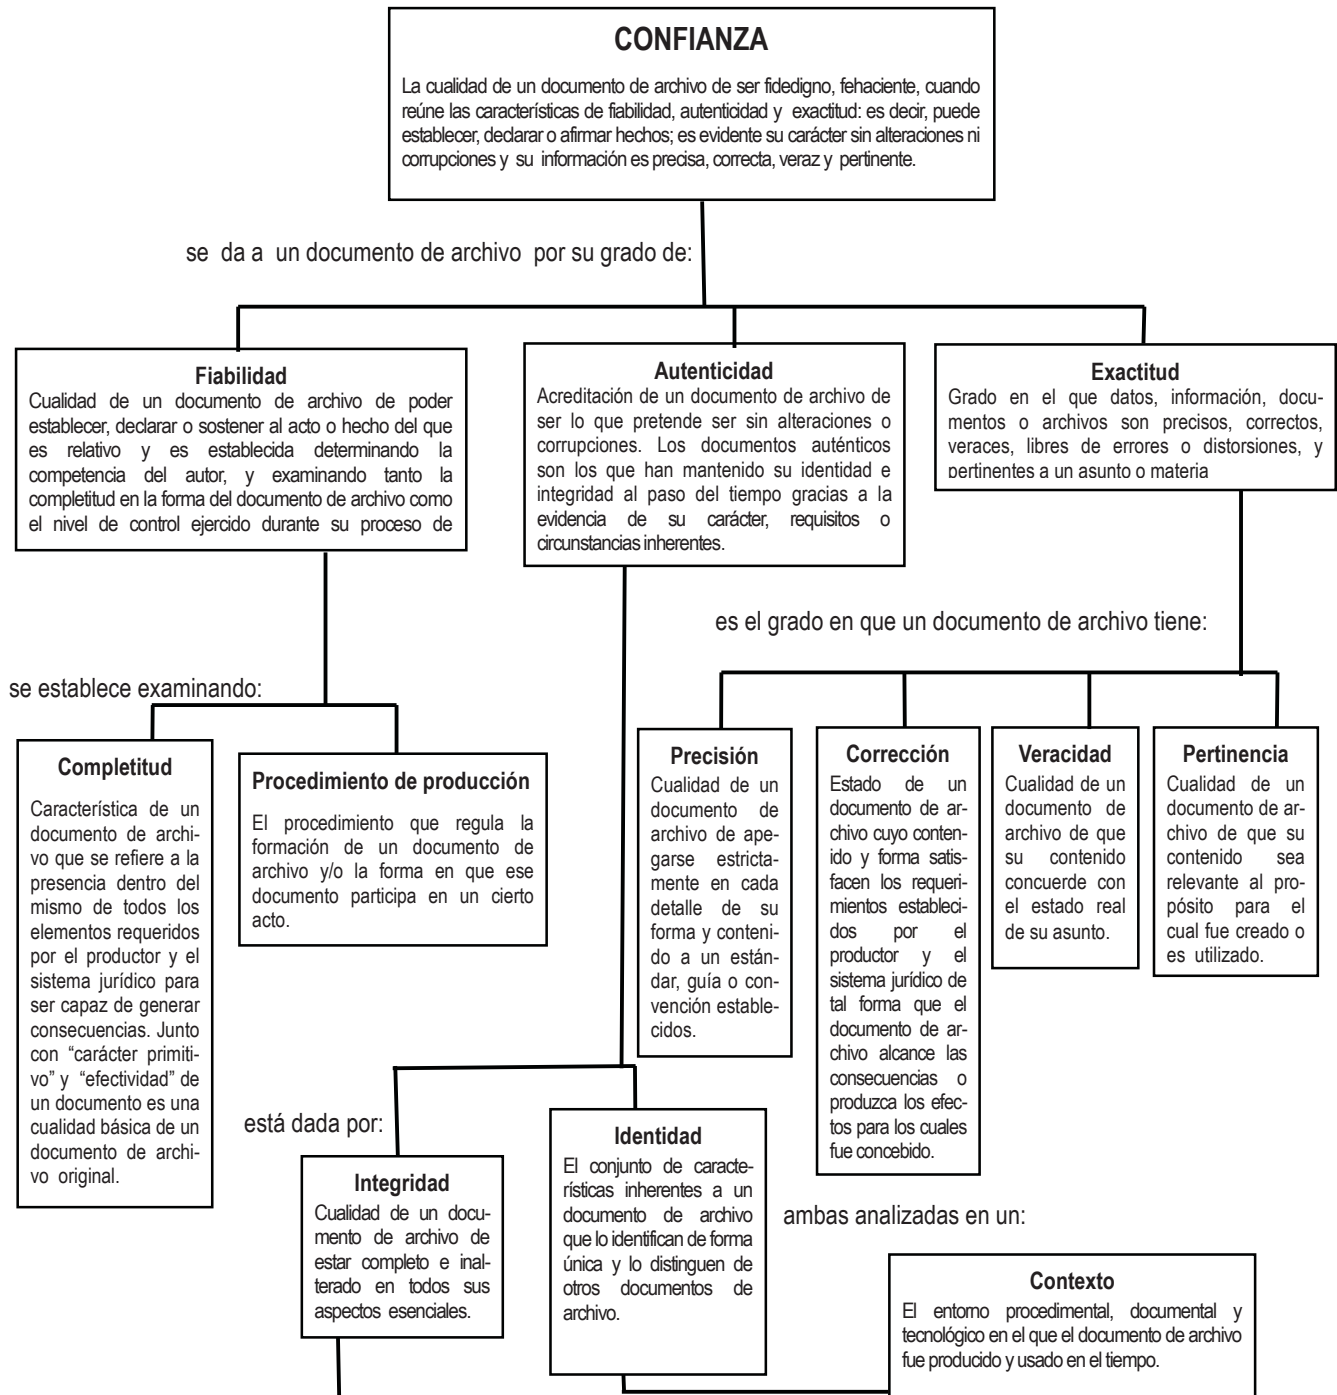 CONFIANZA
La cualidad de un documento de archivo de ser fidedigno, fehaciente, cuando
reúne las características de fiabilidad, autenticidad y exactitud: es decir, puede
establecer, declarar o afirmar hechos; es evidente su carácter sin alteraciones ni
corrupciones y su información es precisa, correcta, veraz y pertinente.
se da a un documento de archivo por su grado de:
Fiabilidad
Cualidad de un documento de archivo de poder
establecer, declarar o sostener al acto o hecho del que
es relativo y es establecida determinando la
competencia del autor, y examinando tanto la
completitud en la forma del documento de archivo como
el nivel de control ejercido durante su proceso de
Autenticidad
Acreditación de un documento de archivo de
ser lo que pretende ser sin alteraciones o
corrupciones. Los documentos auténticos
son los que han mantenido su identidad e
integridad al paso del tiempo gracias a la
evidencia de su carácter, requisitos o
circunstancias inherentes.
Exactitud
Grado en el que datos, información, docu-
mentos o archivos son precisos, correctos,
veraces, libres de errores o distorsiones, y
pertinentes a un asunto o materia
es el grado en que un documento de archivo tiene:
se establece examinando:
Completitud
Característica de un
documento de archi-
vo que se refiere a la
presencia dentro del
mismo de todos los
elementos requeridos
por el productor y el
sistema jurídico para
ser capaz de generar
consecuencias. Junto
con “carácter primiti-
vo” y “efectividad” de
un documento es una
cualidad básica de un
documento de archi-
vo original.
Procedimiento de producción
El procedimiento que regula la
formación de un documento de
archivo y/o la forma en que ese
documento participa en un cierto
acto.
Precisión
Cualidad de un
documento de
archivo de ape-
garse estricta-
mente en cada
detalle de su
forma y conteni-
do a un están-
dar, guía o con-
vención estable-
cidos.
Corrección
Estado de un
documento de ar-
chivo cuyo conten-
ido y forma satis-
facen los requeri-
mientos estableci-
dos por el
productor y el
sistema jurídico de
tal forma que el
documento de ar-
chivo alcance las
consecuencias o
produzca los efec-
tos para los cuales
fue concebido.
Veracidad
Cualidad de un
documento de
archivo de que
su contenido
concuerde con
el estado real
de su asunto.
Pertinencia
Cualidad de un
documento de ar-
chivo de que su
contenido sea
relevante al pro-
pósito para el
cual fue creado o
es utilizado.
está dada por:
Integridad
Cualidad de un docu-
mento de archivo de
estar completo e inal-
terado en todos sus
aspectos esenciales.
Identidad
El conjunto de caracte-
rísticas inherentes a un
documento de archivo
que lo identifican de forma
única y lo distinguen de
otros documentos de
archivo.
ambas analizadas en un:
Contexto
El entorno procedimental, documental y
tecnológico en el que el documento de archivo
fue producido y usado en el tiempo.